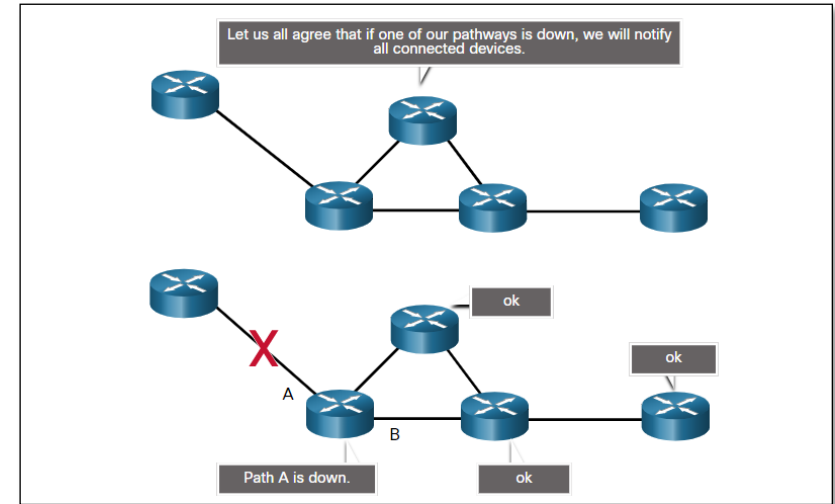 Let us all agree that if one of our pathways is down, we will notify
all connected devices.
ok
ok
A
B
Path A is down.
ok